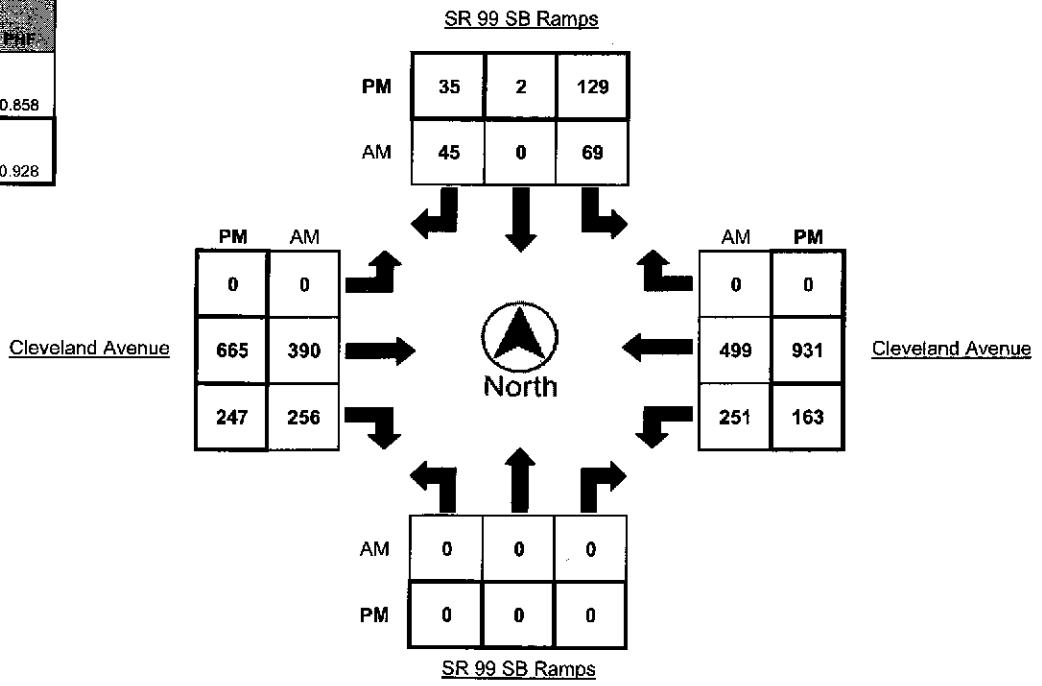 SR 99 SB Ramps
PHF
PM 35 2 129
0.858
AM 45 0 69
0.928
PM AM
AM PM
0 0
0 0
Cleveland Avenue 665 390
499 931 Cleveland Avenue
North
247 256
251 163
AM 0 0 0
PM 0 0 0
SR 99 SB Ramps